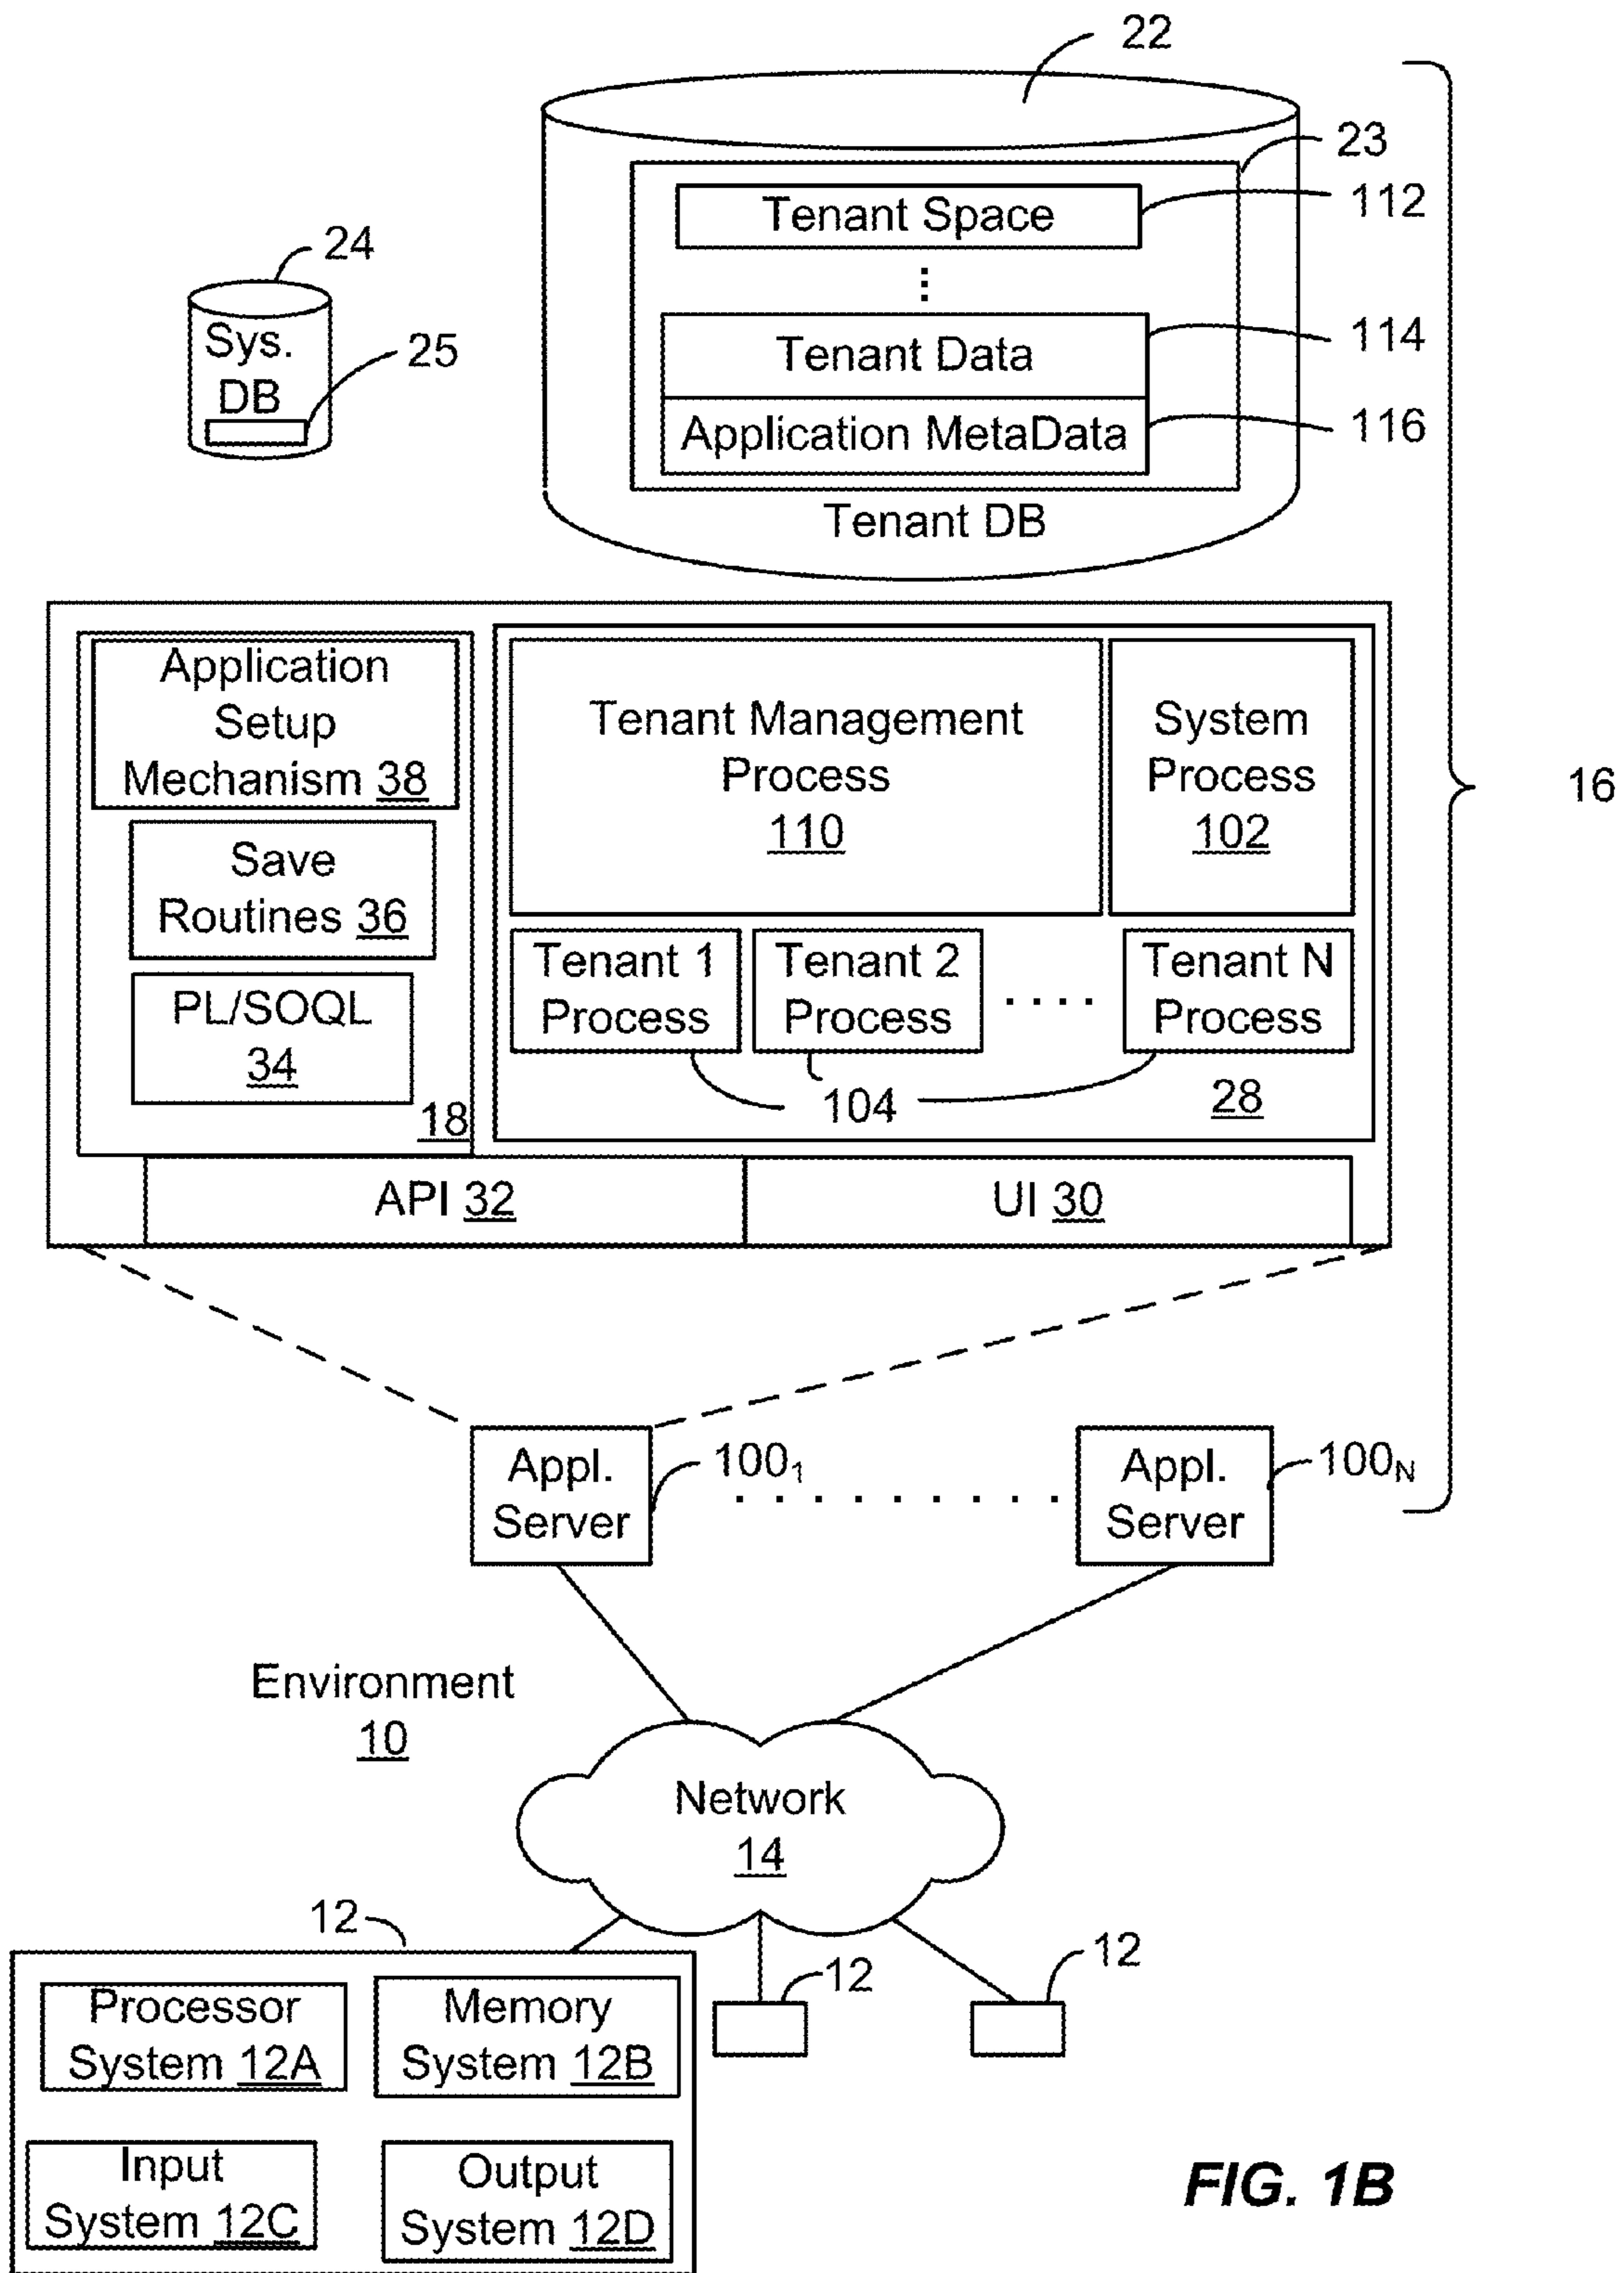 22
23
Tenant Space
112
24
Sys.
DB
25
Tenant Data
114
Application MetaData
116
Tenant DB
Application
Setup
Mechanism 38
Save
Routines 36
PL/SOQL
34
18
Tenant Management
Process
110
System
Process
102
Tenant 1
Process
Tenant 2
Process
. . . .
Tenant N
Process
104
28
API 32
UI 30
16
Appl.
Server
100₁
. . . . . . . . .
Appl.
Server
100N
Environment
10
Network
14
12
12
12
Processor
System 12A
Memory
System 12B
Input
System 12C
Output
System 12D
FIG. 1B